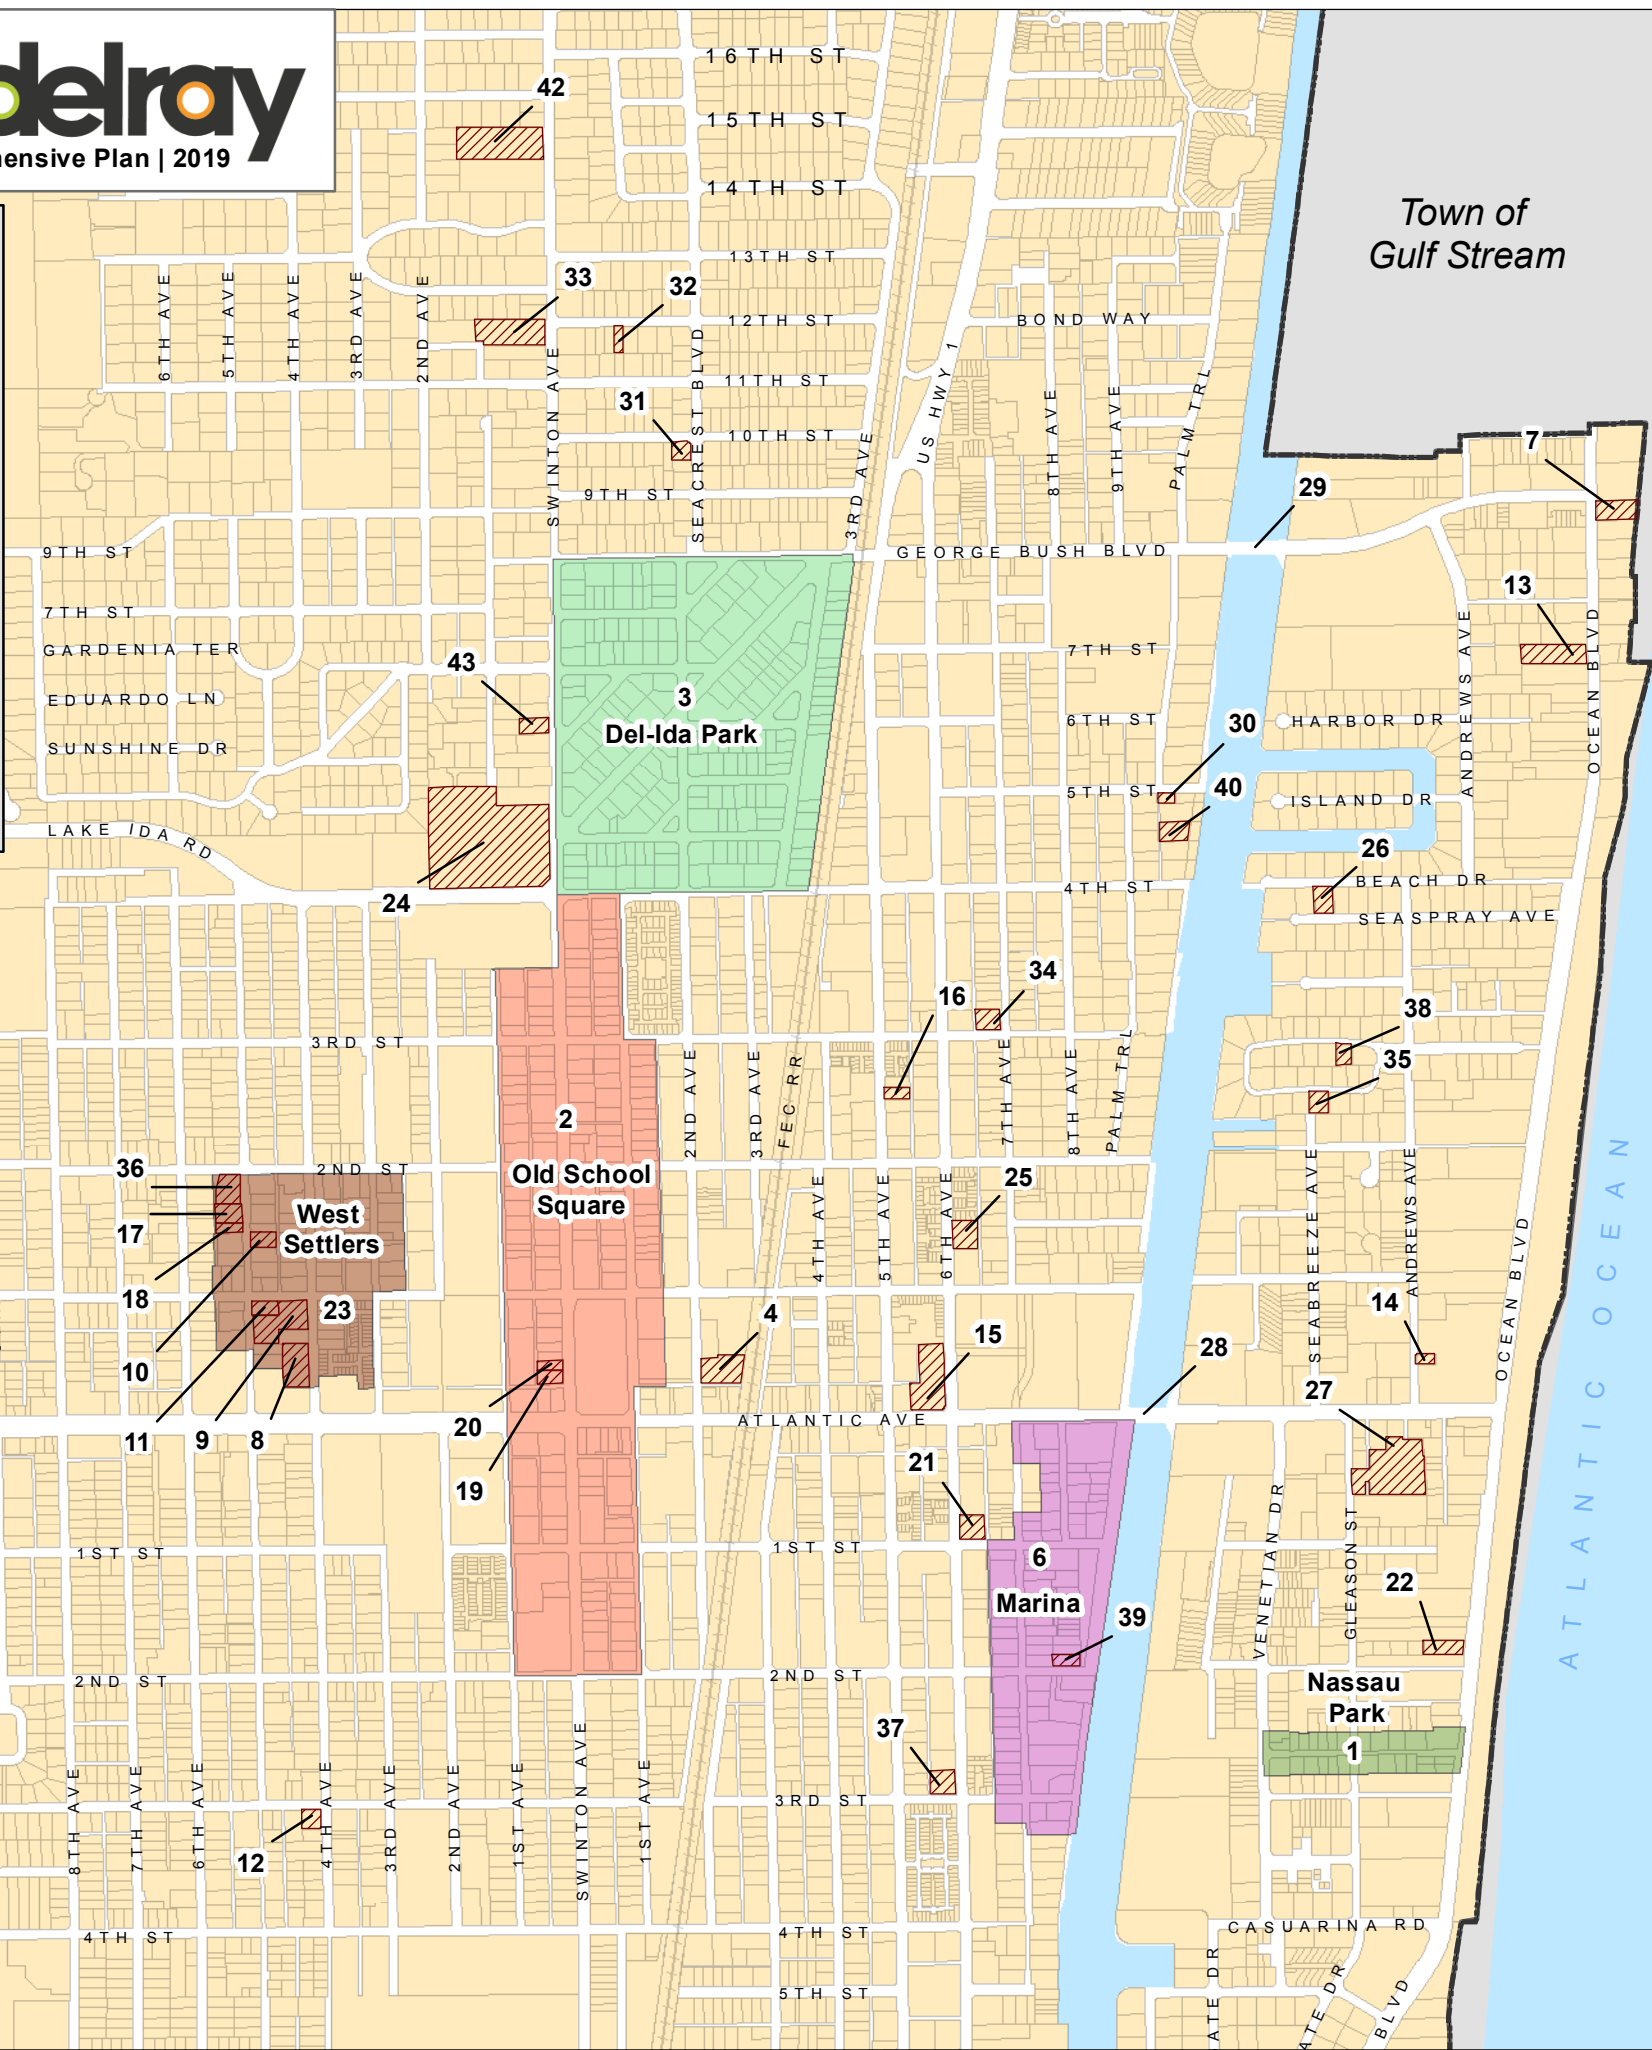 delray
ensive Plan | 2019
16TH ST
42
15TH ST
14TH ST
Town of
Gulf Stream
13TH ST
33
32
6TH AVE
5TH AVE
4TH AVE
3RD AVE
2ND AVE
12TH ST
BOND WAY
11TH ST
31
SWINTON AVE
SEACREST BLVD
10TH ST
3RD AVE
US HWY 1
8TH AVE
9TH AVE
PALM TRL
7
9TH ST
29
9TH ST
GEORGE BUSH BLVD
13
7TH ST
GARDENIA TER
7TH ST
43
EDUARDO LN
3
Del-Ida Park
6TH ST
30
HARBOR DR
ANDREWS AVE
OCEAN BLVD
SUNSHINE DR
5TH ST
40
ISLAND DR
LAKE IDA RD
26
24
4TH ST
BEACH DR
SEASPRAY AVE
16
34
38
3RD ST
35
2
2ND AVE
3RD AVE
FEC RR
7TH AVE
8TH AVE
PALM TRL
36
2ND ST
Old School
Square
25
17
West
Settlers
4TH AVE
5TH AVE
6TH AVE
SEABREEZE AVE
ANDREWS AVE
OCEAN BLVD
ATLANTIC OCEAN
18
23
4
14
10
15
28
27
11
9
8
20
ATLANTIC AVE
19
21
1ST ST
1ST ST
6
Marina
VENETIAN DR
GLEASON ST
22
39
2ND ST
2ND ST
Nassau
Park
37
1
8TH AVE
7TH AVE
6TH AVE
4TH AVE
3RD AVE
2ND AVE
1ST AVE
SWINTON AVE
1ST AVE
3RD ST
12
4TH ST
4TH ST
CASUARINA RD
5TH ST
ATE DR
ATE DR
BLVD